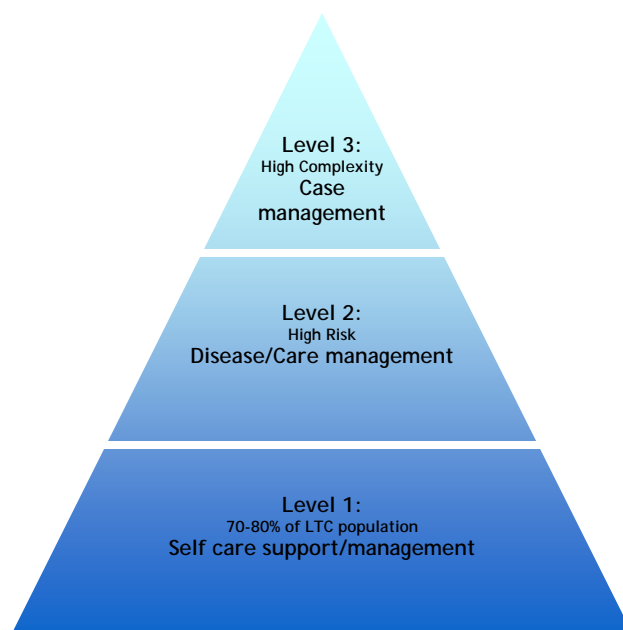 Level 3:
High Complexity
Case
management
Level 2:
High Risk
Disease/Care management
Level 1:
70-80% of LTC population
Self care support/management